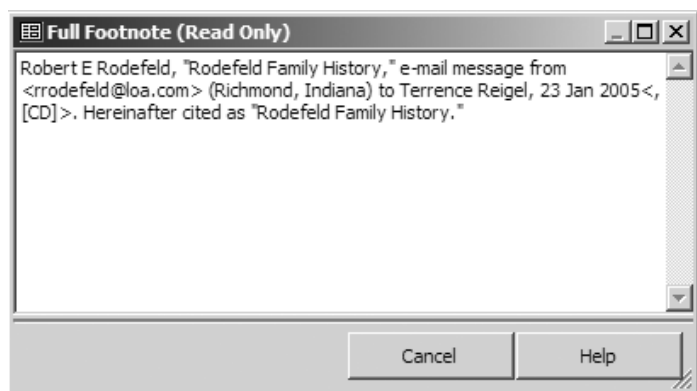 Full Footnote (Read Only)
Robert E Rodefeld, "Rodefeld Family History," e-mail message from
<rrodefeld@loa.com> (Richmond, Indiana) to Terrence Reigel, 23 Jan 2005<,
[CD]>. Hereinafter cited as "Rodefeld Family History."
Cancel
Help